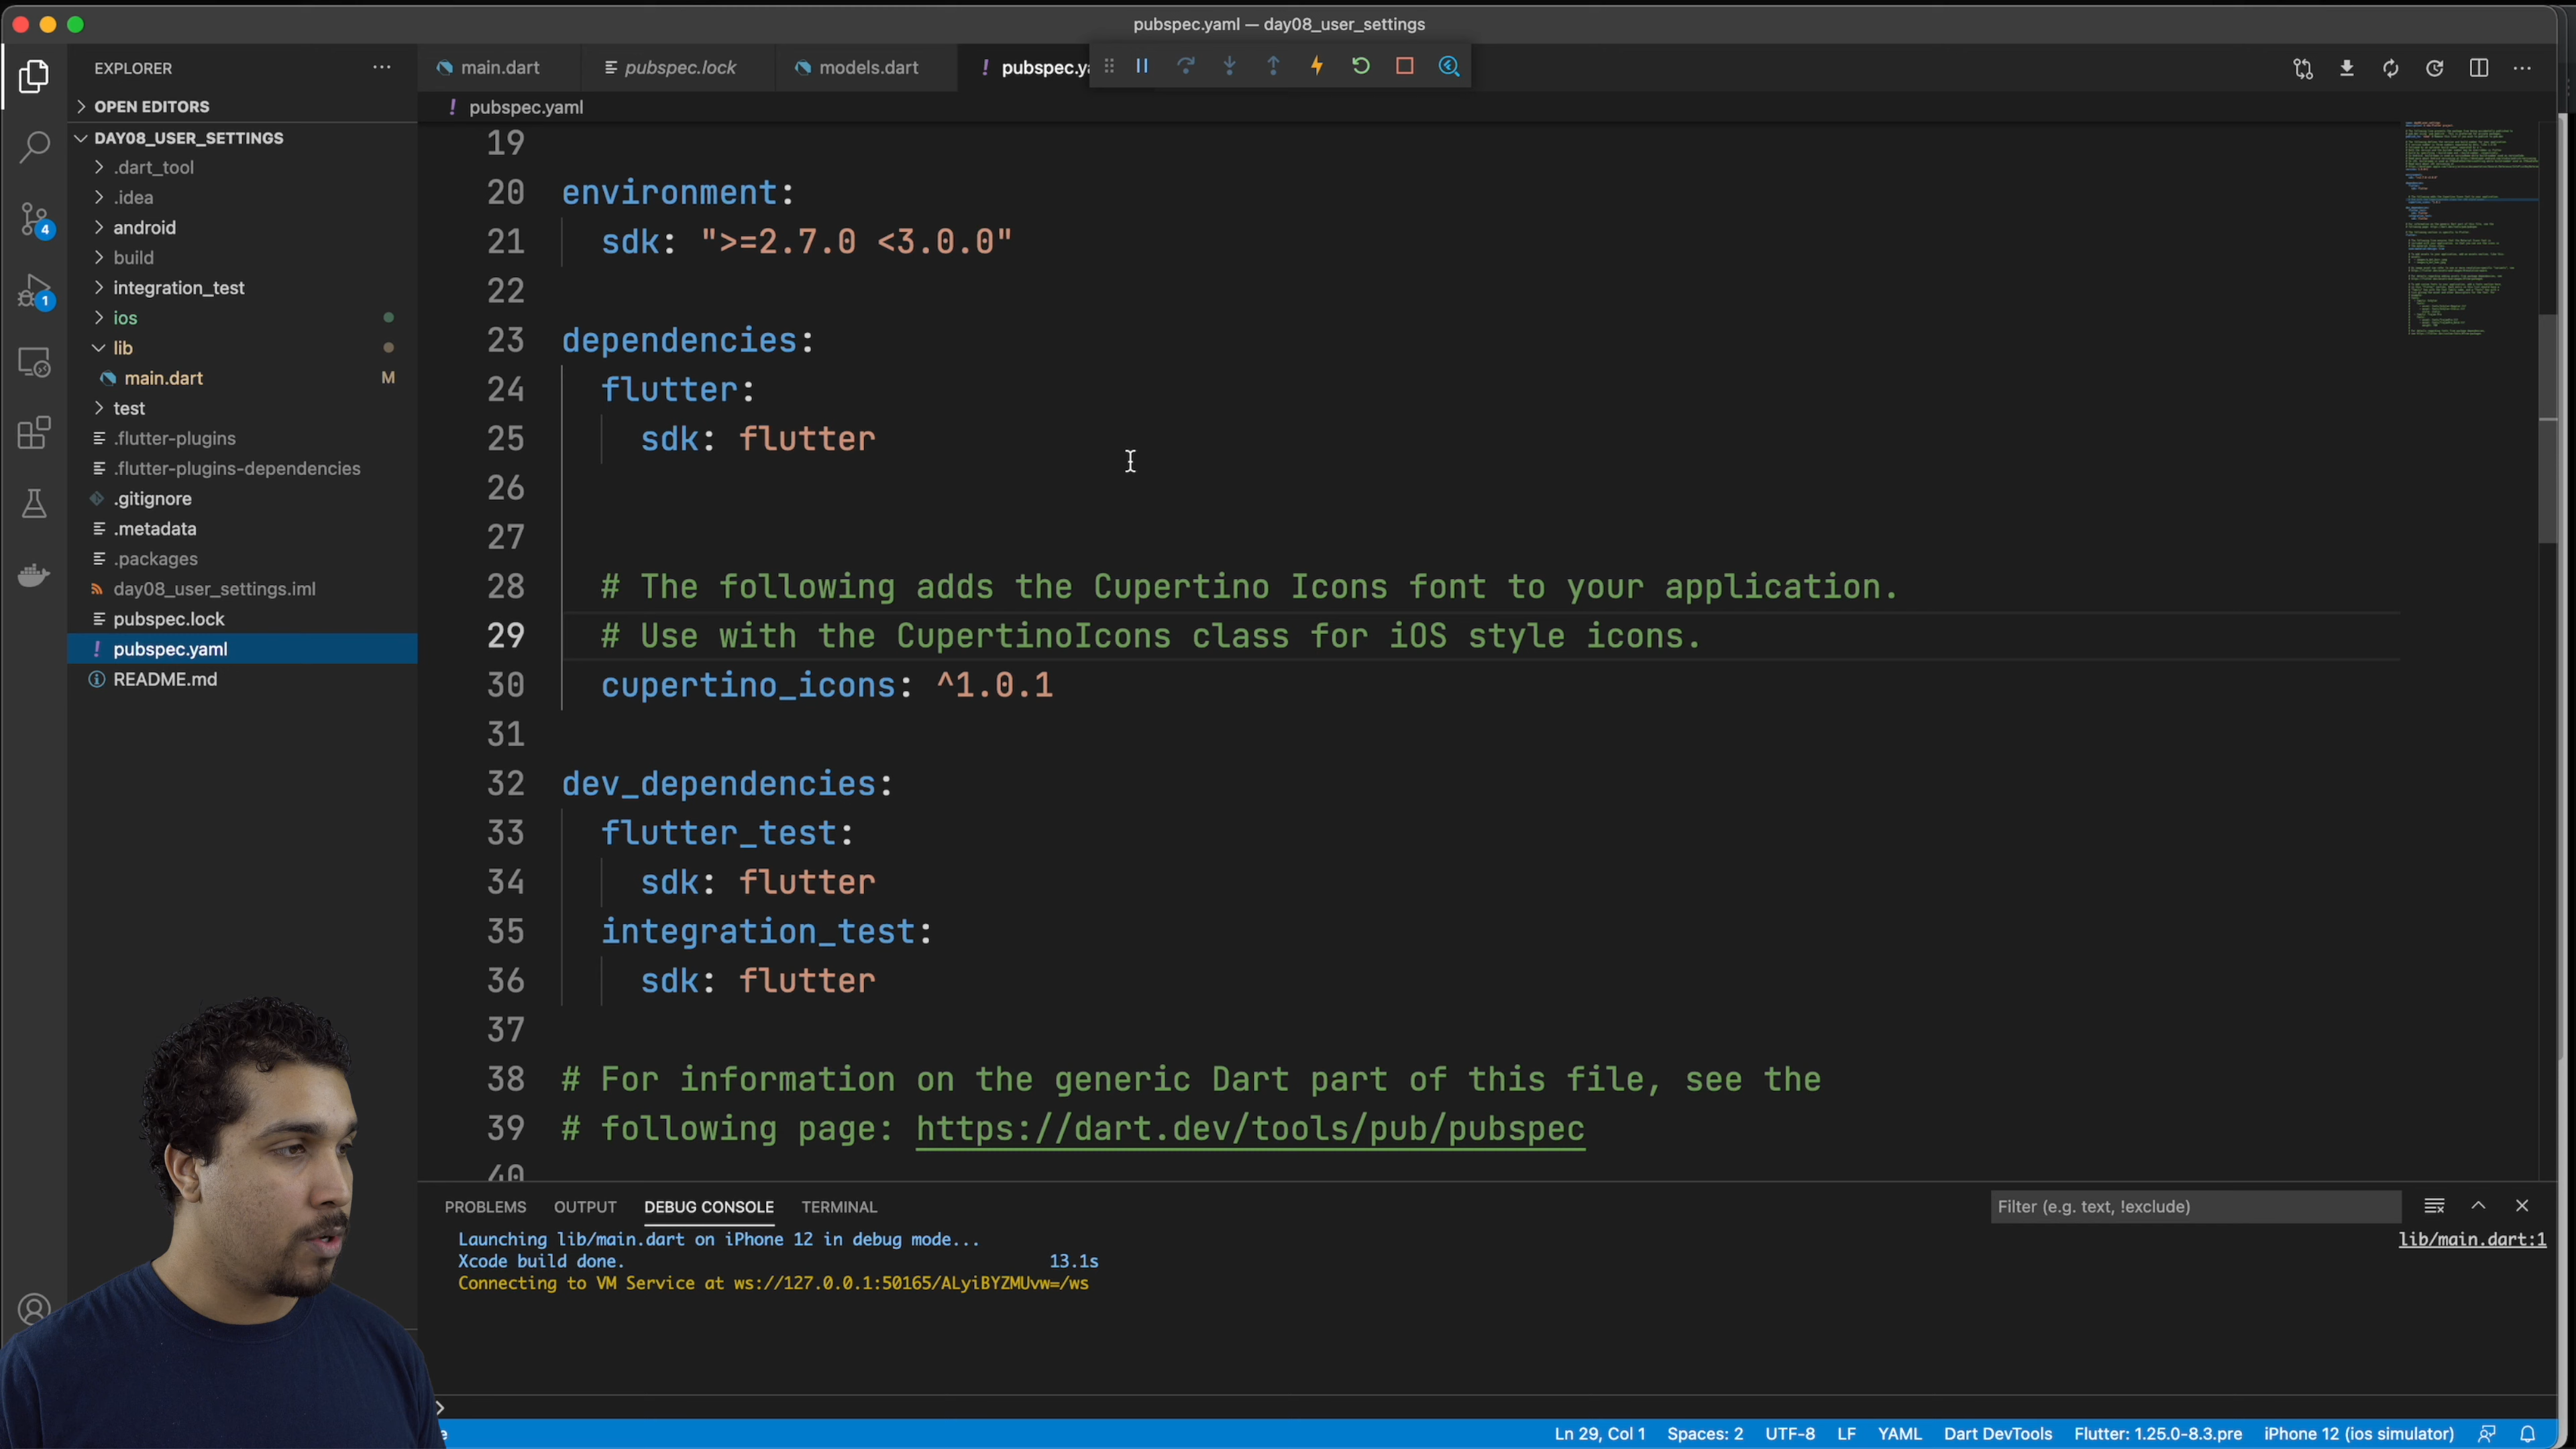 pubspec.yaml — day08_user_settings
EXPLORER
OPEN EDITORS
DAY08_USER_SETTINGS
.dart_tool
.idea
android
build
integration_test
ios
lib
main.dart M
test
.flutter-plugins
.flutter-plugins-dependencies
.gitignore
.metadata
.packages
day08_user_settings.iml
pubspec.lock
pubspec.yaml
README.md
4
1
main.dart
pubspec.lock
models.dart
! pubspec.ya
! pubspec.yaml
19
20 environment:
21 sdk: ">=2.7.0 <3.0.0"
22
23 dependencies:
24 flutter:
25 sdk: flutter
26
27
28 # The following adds the Cupertino Icons font to your application.
29 # Use with the CupertinoIcons class for iOS style icons.
30 cupertino_icons: ^1.0.1
31
32 dev_dependencies:
33 flutter_test:
34 sdk: flutter
35 integration_test:
36 sdk: flutter
37
38 # For information on the generic Dart part of this file, see the
39 # following page: https://dart.dev/tools/pub/pubspec
40
PROBLEMS OUTPUT DEBUG CONSOLE TERMINAL
Filter (e.g. text, !exclude)
Launching lib/main.dart on iPhone 12 in debug mode... lib/main.dart:1
Xcode build done. 13.1s
Connecting to VM Service at ws://127.0.0.1:50165/ALyiBYZMUvw=/ws
Ln 29, Col 1 Spaces: 2 UTF-8 LF YAML Dart DevTools Flutter: 1.25.0-8.3.pre iPhone 12 (ios simulator)